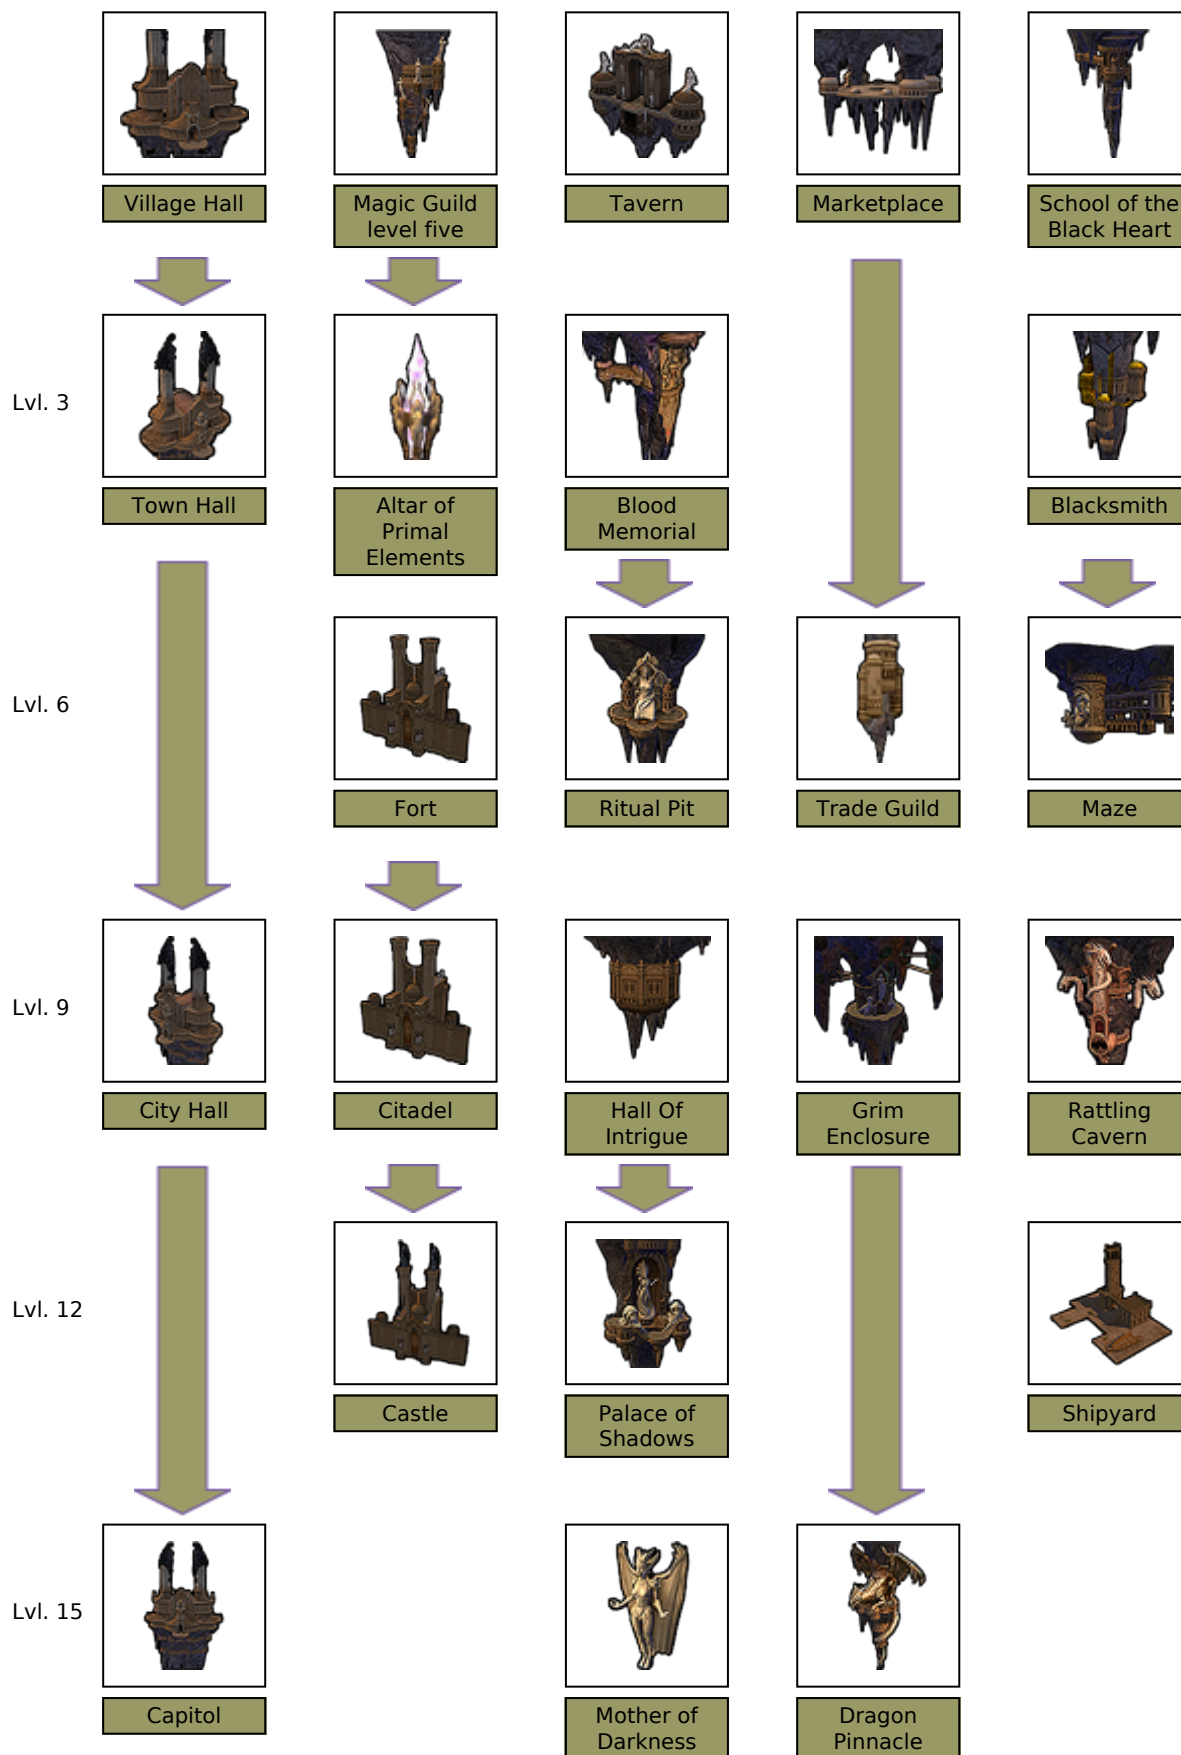 Village Hall
Magic Guild
level five
Tavern
Marketplace
School of the
Black Heart
Lvl. 3
Town Hall
Altar of
Primal
Elements
Blood
Memorial
Blacksmith
Lvl. 6
Fort
Ritual Pit
Trade Guild
Maze
Lvl. 9
City Hall
Citadel
Hall Of
Intrigue
Grim
Enclosure
Rattling
Cavern
Lvl. 12
Castle
Palace of
Shadows
Shipyard
Lvl. 15
Capitol
Mother of
Darkness
Dragon
Pinnacle